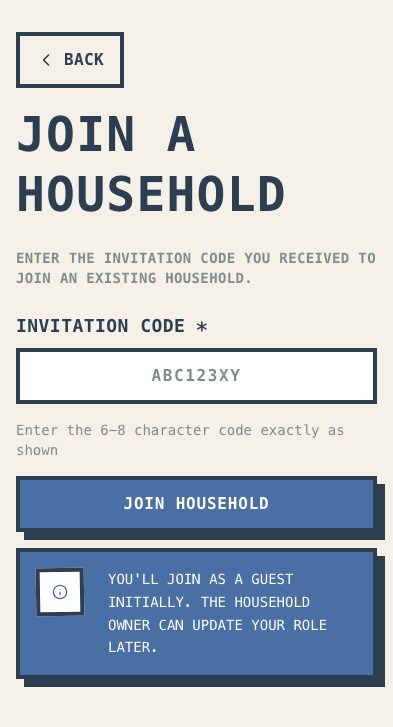 BACK
JOIN A
HOUSEHOLD
ENTER THE INVITATION CODE YOU RECEIVED TO
JOIN AN EXISTING HOUSEHOLD.
INVITATION CODE *
ABC123XY
Enter the 6–8 character code exactly as
shown
JOIN HOUSEHOLD
YOU'LL JOIN AS A GUEST
INITIALLY. THE HOUSEHOLD
OWNER CAN UPDATE YOUR ROLE
LATER.